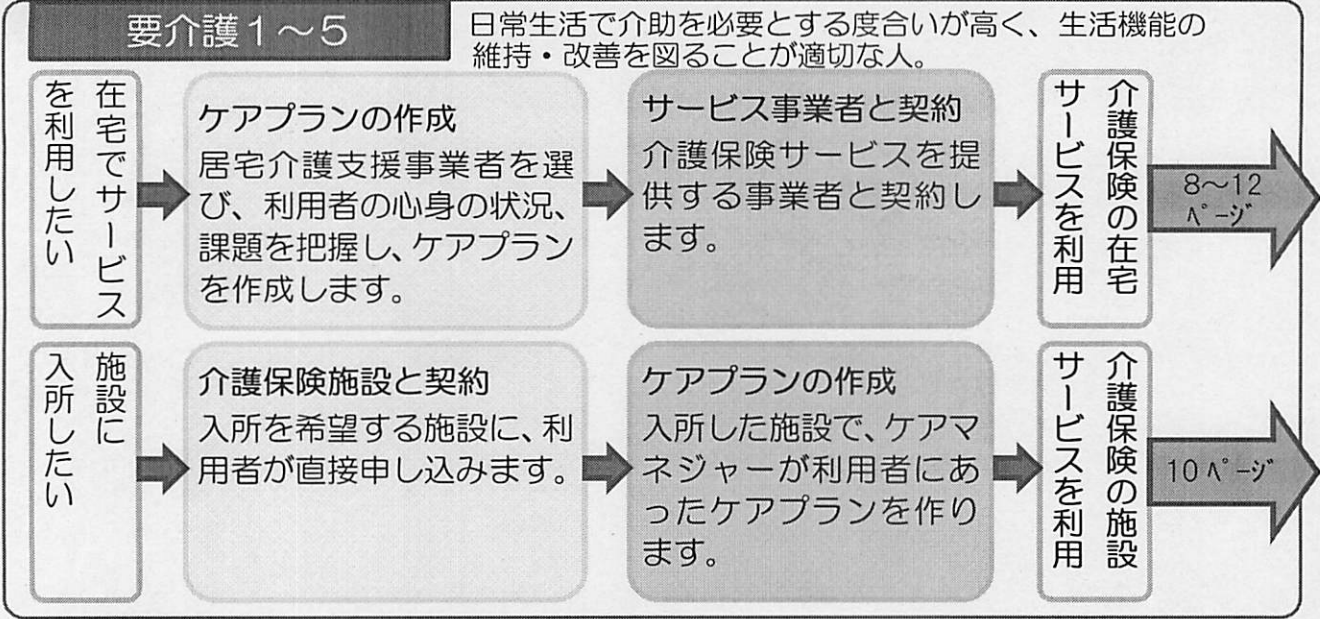 要介護1～5
日常生活で介助を必要とする度合いが高く、生活機能の
維持・改善を図ることが適切な人。
在宅でサービス
を利用したい
ケアプランの作成
居宅介護支援事業者を選
び、利用者の心身の状況、
課題を把握し、ケアプラン
を作成します。
サービス事業者と契約
介護保険サービスを提
供する事業者と契約し
ます。
介護保険の在宅
サービスを利用
8～12
ﾍﾟｰｼﾞ
施設に
入所したい
介護保険施設と契約
入所を希望する施設に、利
用者が直接申し込みます。
ケアプランの作成
入所した施設で、ケアマ
ネジャーが利用者にあ
ったケアプランを作り
ます。
介護保険の施設
サービスを利用
10ﾍﾟｰｼﾞ